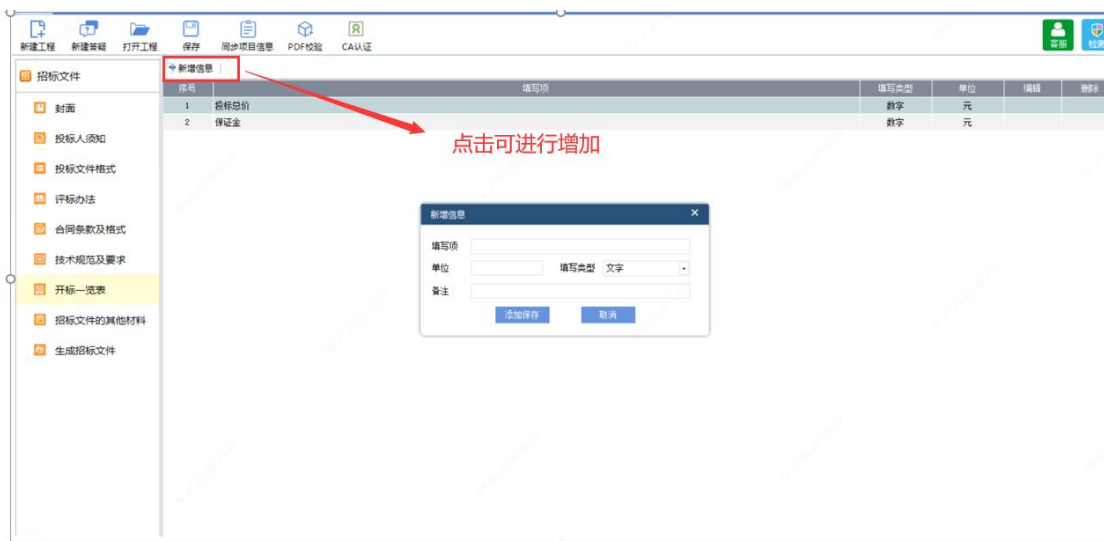 新建工程 新建答疑 打开工程 保存 同步项目信息 PDF校验 CA认证 客服 检测
招标文件
新增信息
序号 填写项 填写类型 单位 编辑 删除
1 投标总价 数字 元
2 保证金 数字 元
点击可进行增加
封面
投标人须知
投标文件格式
评标办法
合同条款及格式
技术规范及要求
开标一览表
招标文件的其他材料
生成招标文件
新增信息
填写项
单位 填写类型 文字
备注
添加保存 取消